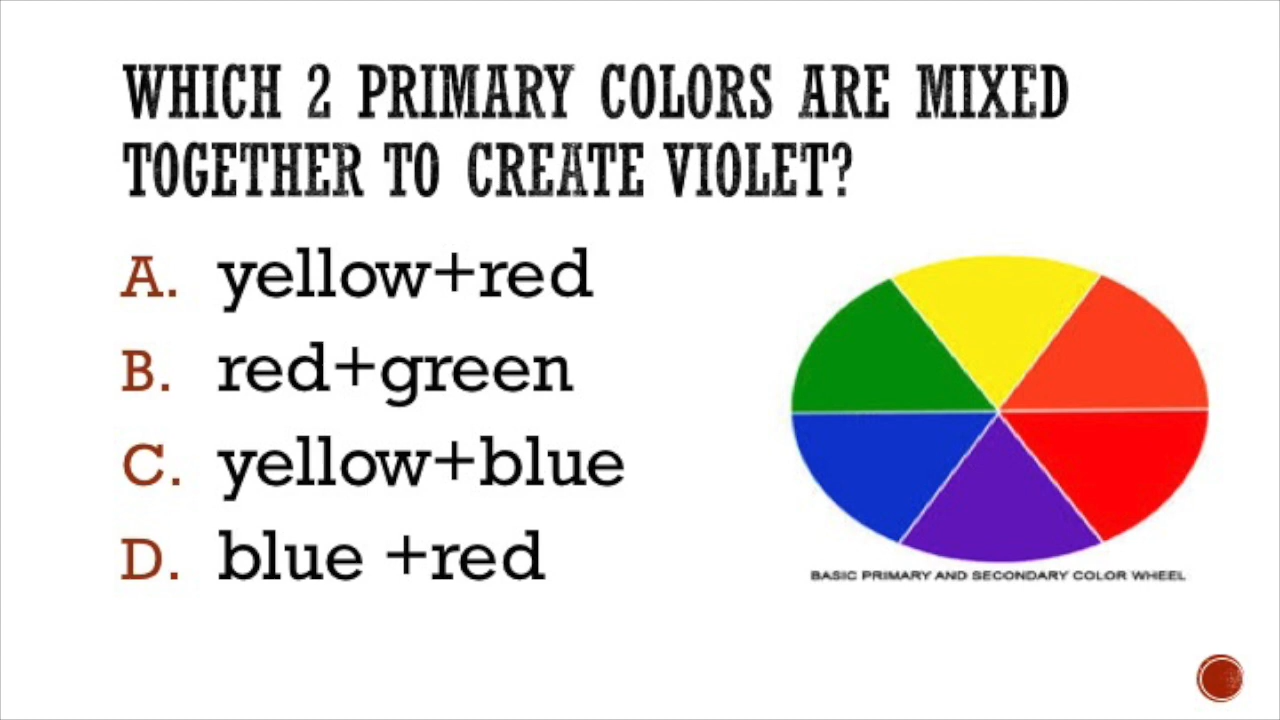 WHICH 2 PRIMARY COLORS ARE MIXED
TOGETHER TO CREATE VIOLET?
A. yellow+red
B. red+green
C. yellow+blue
D. blue +red
BASIC PRIMARY AND SECONDARY COLOR WHEEL